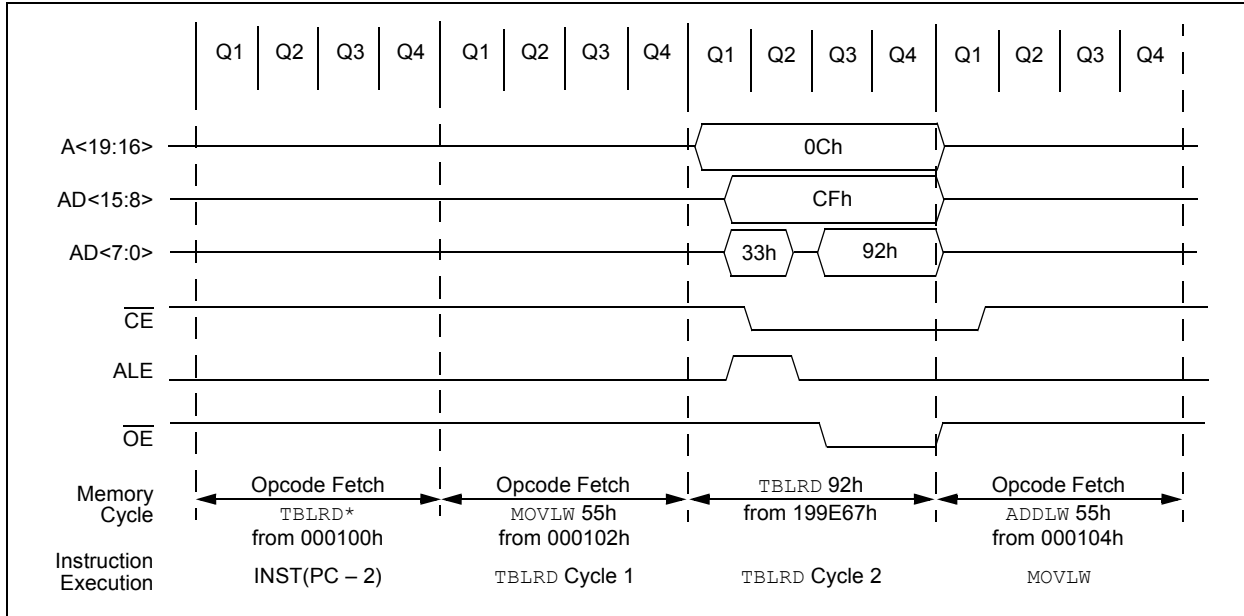 Q1 Q2 Q3 Q4 Q1 Q2 Q3 Q4 Q1 Q2 Q3 Q4 Q1 Q2 Q3 Q4
A<19:16> 0Ch
AD<15:8> CFh
AD<7:0> 33h 92h
CE
ALE
OE
Memory Cycle
Opcode Fetch
TBLRD*
from 000100h
Opcode Fetch
MOVLW 55h
from 000102h
TBLRD 92h
from 199E67h
Opcode Fetch
ADDLW 55h
from 000104h
Instruction Execution
INST(PC – 2)
TBLRD Cycle 1
TBLRD Cycle 2
MOVLW